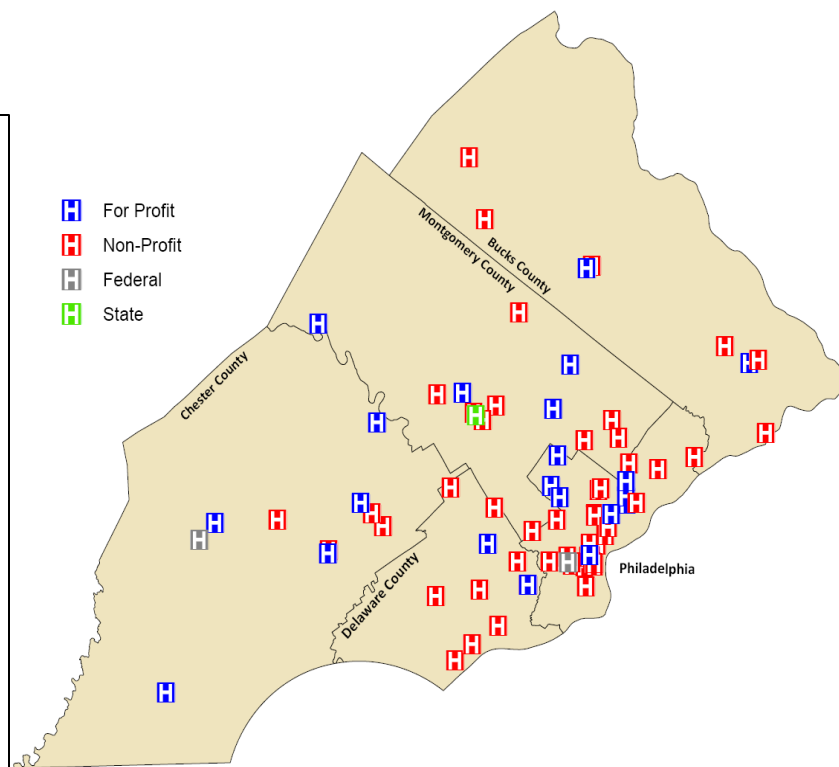 H For Profit
H Non-Profit
H Federal
H State
Bucks County
Montgomery County
Chester County
Delaware County
Philadelphia